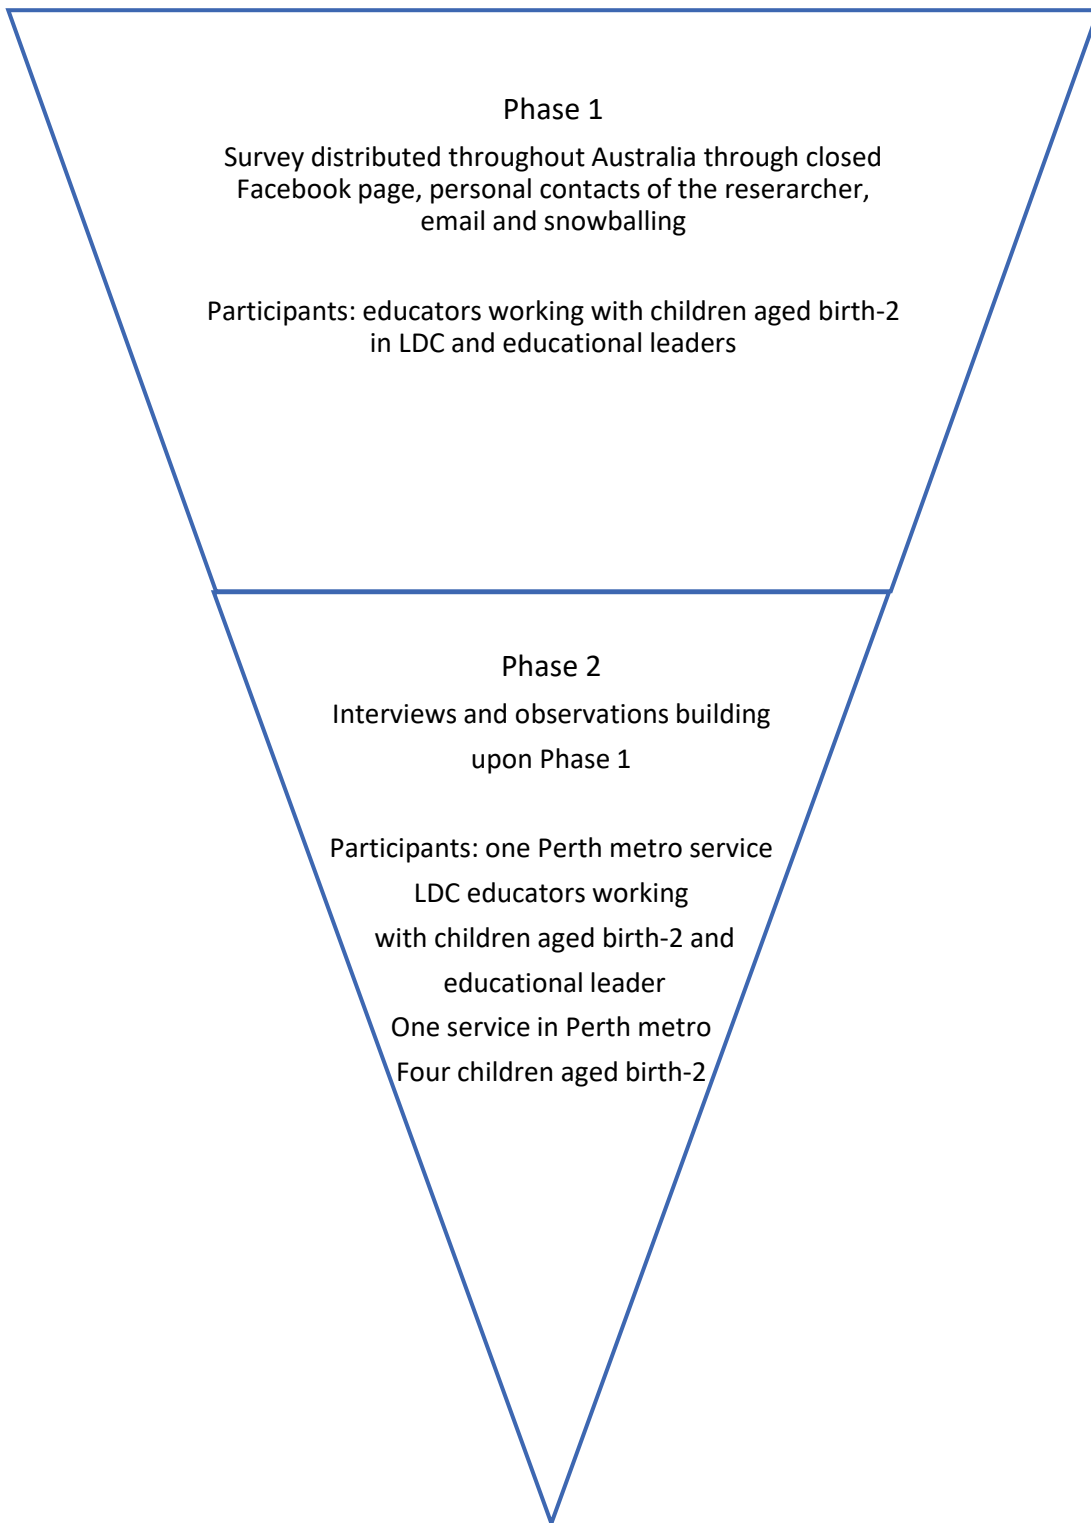 Phase 1
Survey distributed throughout Australia through closed
Facebook page, personal contacts of the reserarcher,
email and snowballing
Participants: educators working with children aged birth-2
in LDC and educational leaders
Phase 2
Interviews and observations building
upon Phase 1
Participants: one Perth metro service
LDC educators working
with children aged birth-2 and
educational leader
One service in Perth metro
Four children aged birth-2